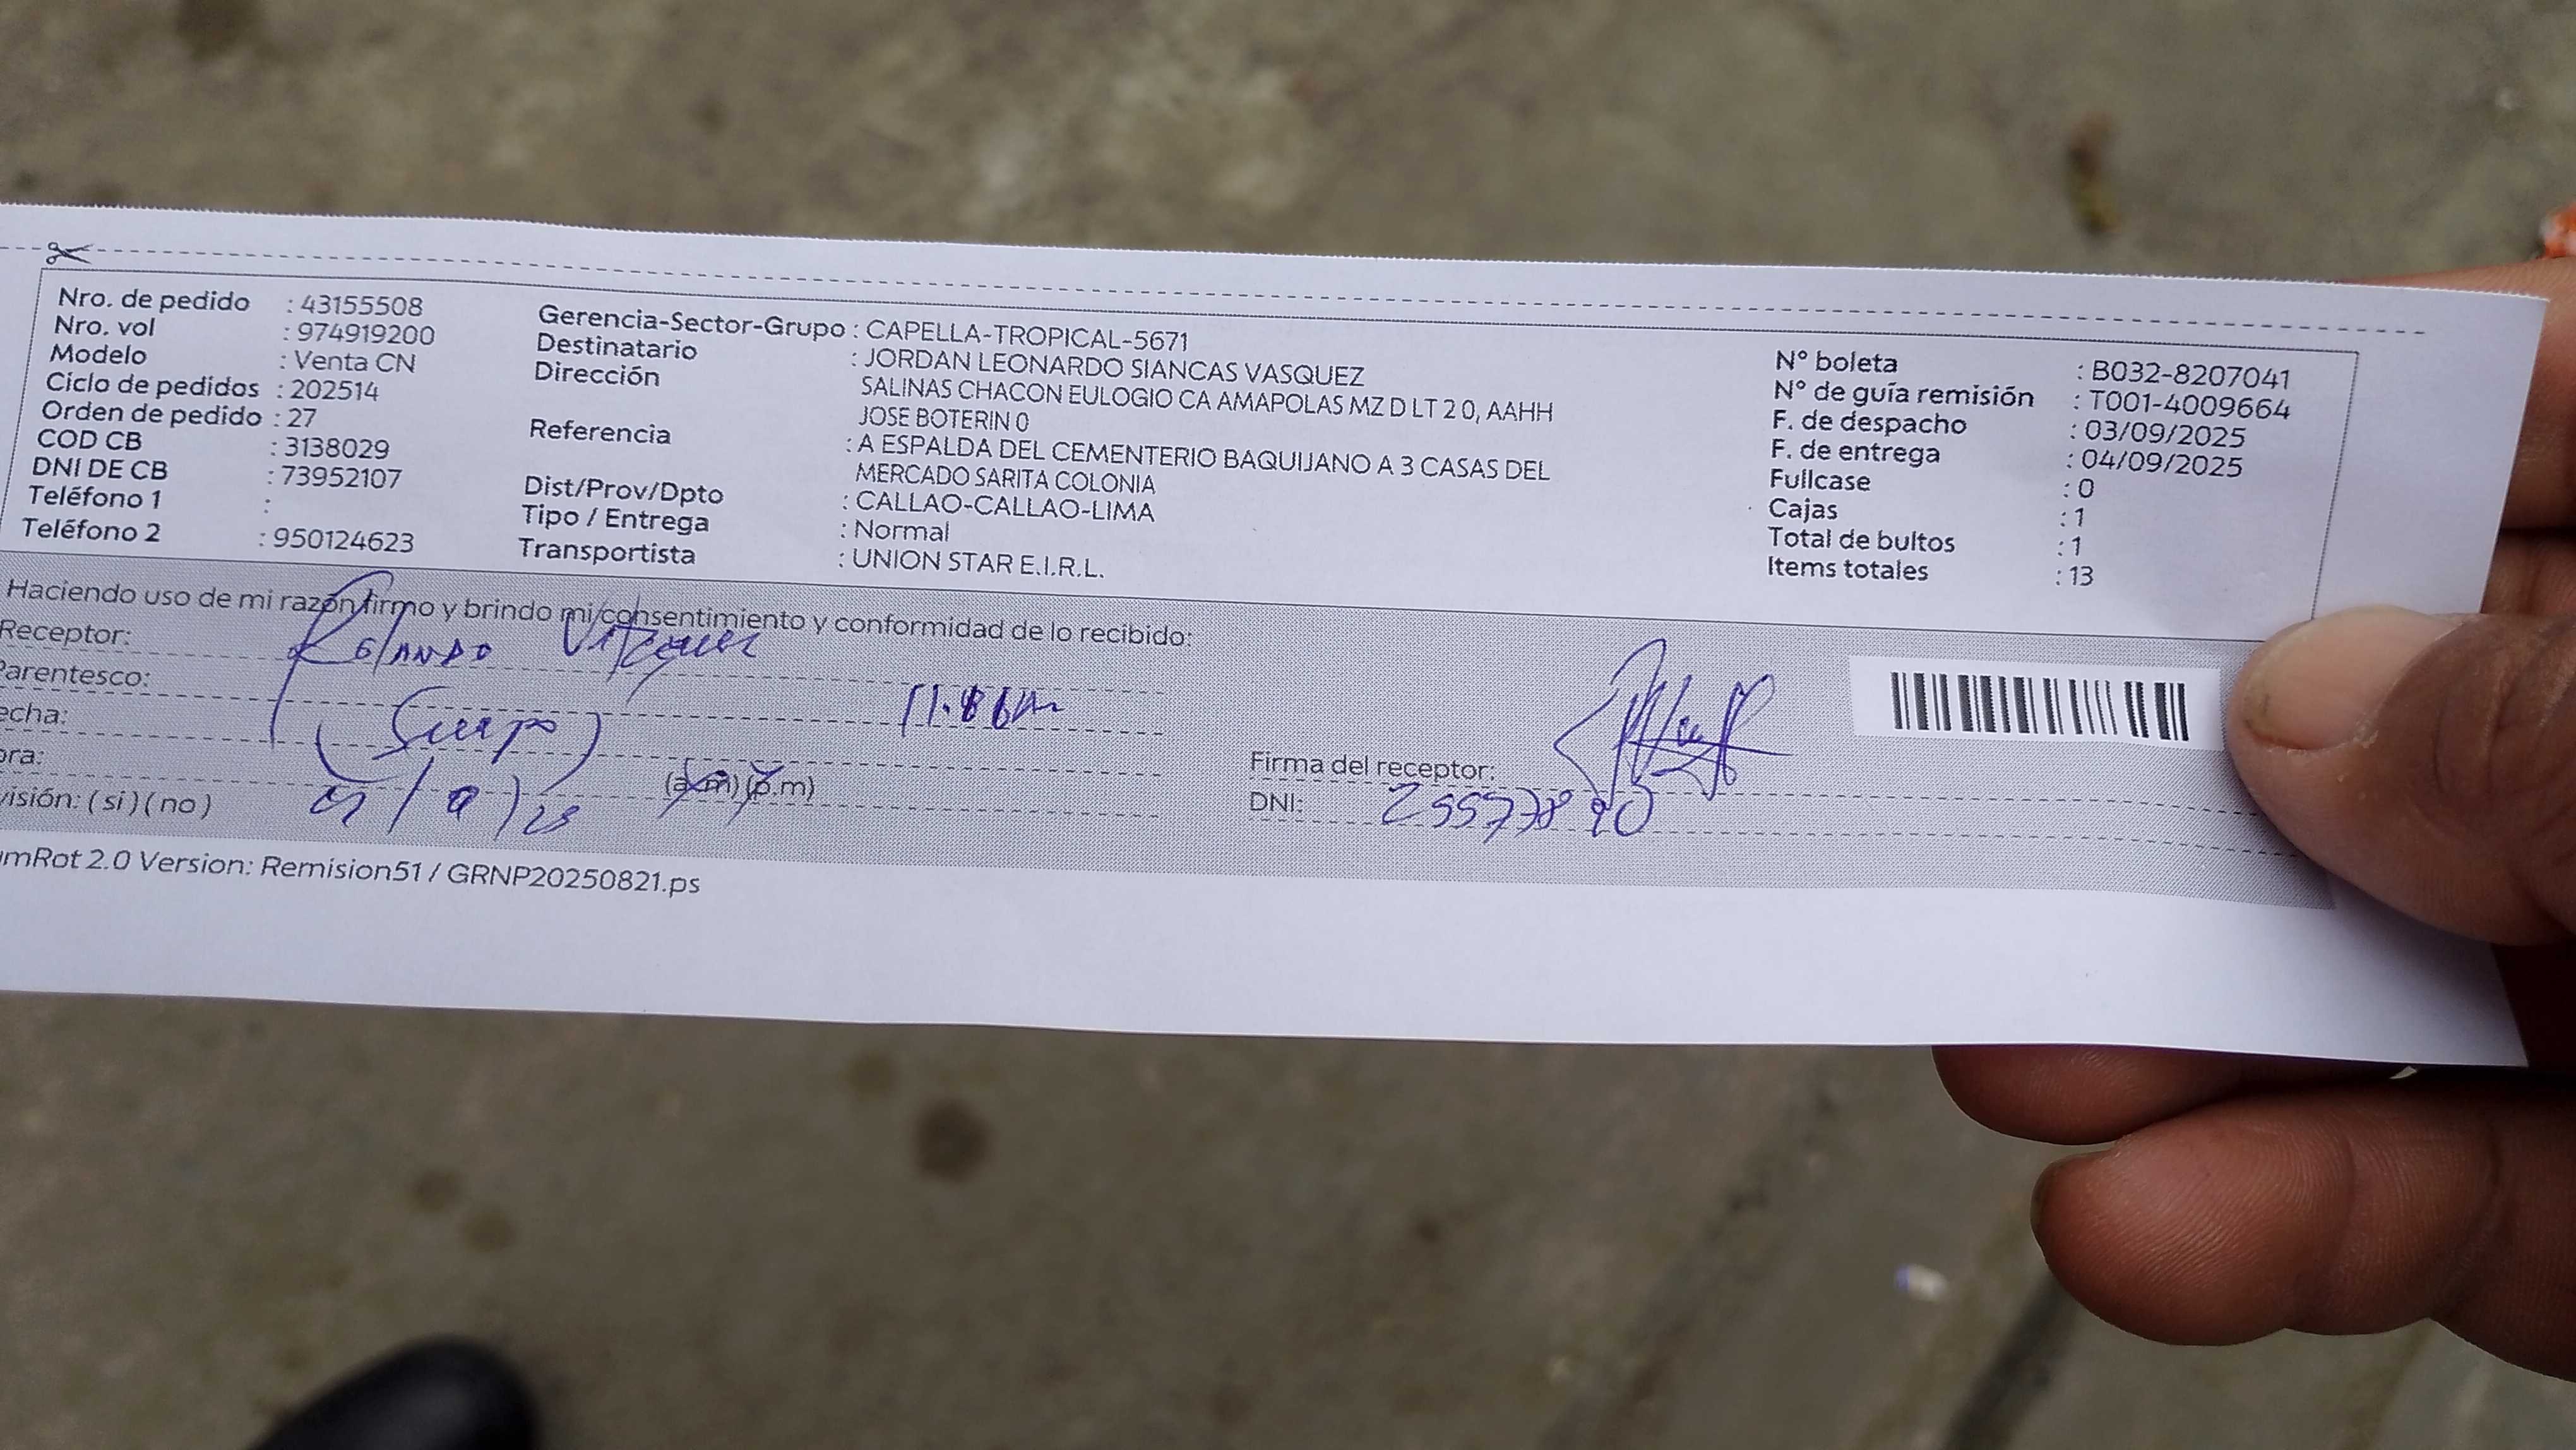 Nro. de pedido : 43155508
Nro. vol : 974919200
Modelo : Venta CN
Ciclo de pedidos : 202514
Orden de pedido : 27
COD CB : 3138029
DNI DE CB : 73952107
Teléfono 1 :
Teléfono 2 : 950124623
Gerencia-Sector-Grupo : CAPELLA-TROPICAL-5671
Destinatario : JORDAN LEONARDO SIANCAS VASQUEZ
Dirección SALINAS CHACON EULOGIO CA AMAPOLAS MZ D LT 2 0, AAHH
JOSE BOTERIN 0
Referencia : A ESPALDA DEL CEMENTERIO BAQUIJANO A 3 CASAS DEL
MERCADO SARITA COLONIA
Dist/Prov/Dpto : CALLAO-CALLAO-LIMA
Tipo / Entrega : Normal
Transportista : UNION STAR E.I.R.L.
N° boleta : B032-8207041
N° de guía remisión : T001-4009664
F. de despacho : 03/09/2025
F. de entrega : 04/09/2025
Fullcase : 0
Cajas : 1
Total de bultos : 1
Items totales : 13
Haciendo uso de mi razón firmo y brindo mi consentimiento y conformidad de lo recibido:
Receptor: Rolando Vasquez
Parentesco:
echa:
ora: (a.m) (p.m)
visión: ( si ) ( no )
Firma del receptor:
DNI: 25577890
umRot 2.0 Version: Remision51 / GRNP20250821.ps